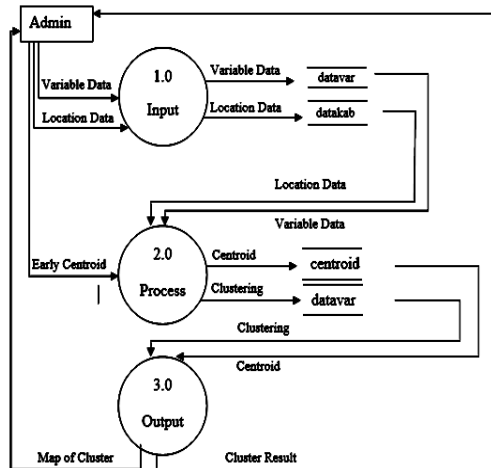 Admin
1.0
Input
Variable Data
Location Data
Variable Data
Location Data
datavar
datakab
Location Data
Variable Data
Early Centroid
2.0
Process
Centroid
Clustering
centroid
datavar
Clustering
Centroid
3.0
Output
Map of Cluster
Cluster Result